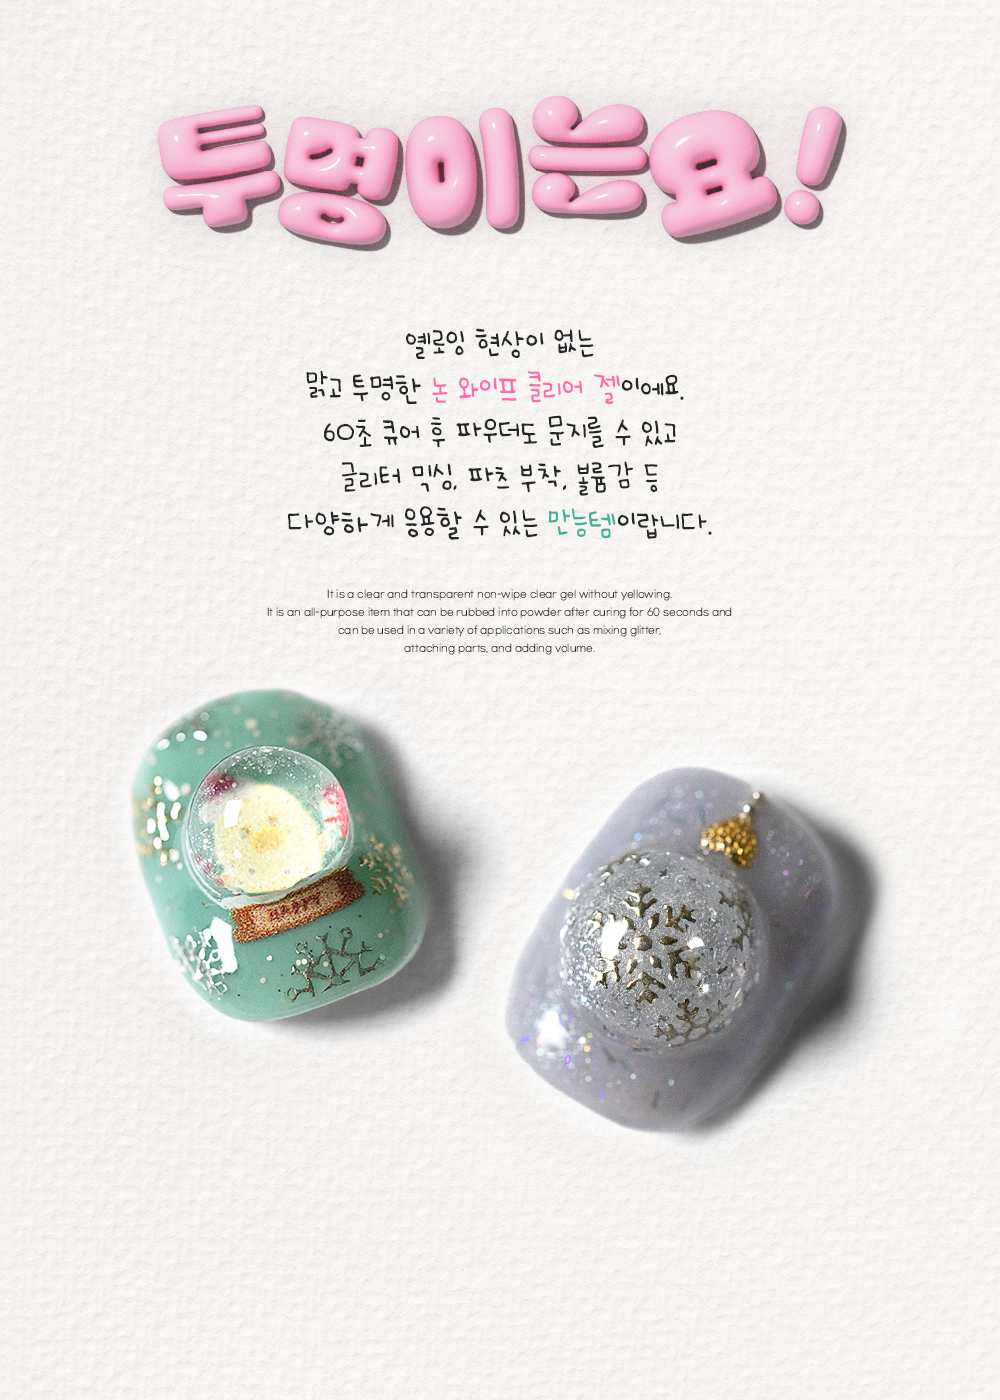 투명이는요!
옐로잉 현상이 없는
맑고 투명한 논 와이프 클리어 젤이에요.
60초 큐어 후 파우더도 문지를 수 있고
글리터 믹싱, 파츠 부착, 볼륨감 등
다양하게 응용할 수 있는 만능템이랍니다.
It is a clear and transparent non-wipe clear gel without yellowing.
It is an all-purpose item that can be rubbed into powder after curing for 60 seconds and
can be used in a variety of applications such as mixing glitter,
attaching parts, and adding volume.